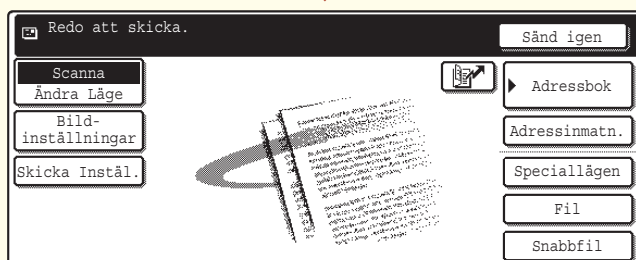 Redo att skicka.
Sänd igen
Scanna
Ändra Läge
Bild-
inställningar
Skicka Instäl.
Adressbok
Adressinmatn.
Speciallägen
Fil
Snabbfil